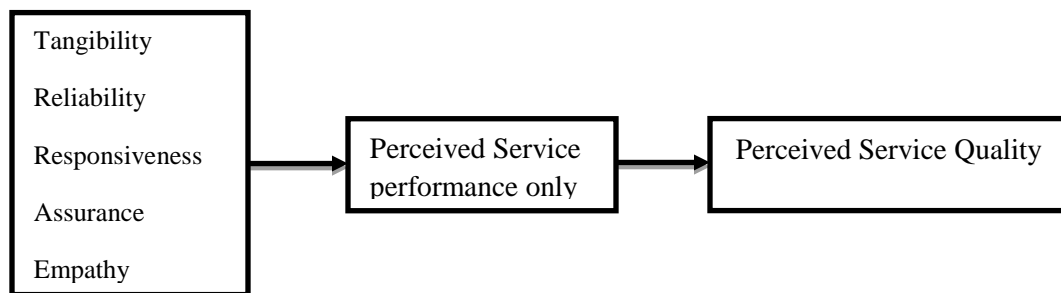 Tangibility
Reliability
Responsiveness
Assurance
Empathy
Perceived Service
performance only
Perceived Service Quality